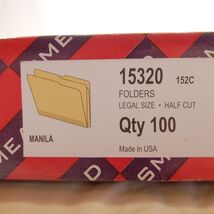 15320 152C
FOLDERS
LEGAL SIZE • HALF CUT
Qty 100
Made in USA
MANILA